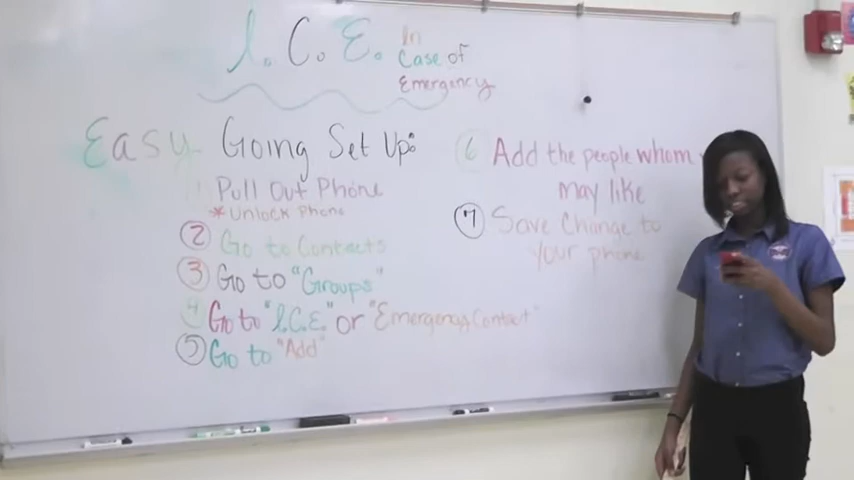 I. C. E. In
Case of
Emergency
Easy Going Set Up:
1 Pull Out Phone
*Unlock Phone
2 Go to Contacts
3 Go to "Groups"
4 Go to "I.C.E." or "Emergency Contact"
5 Go to "Add"
6 Add the people whom
may like
7 Save Change to
your phone